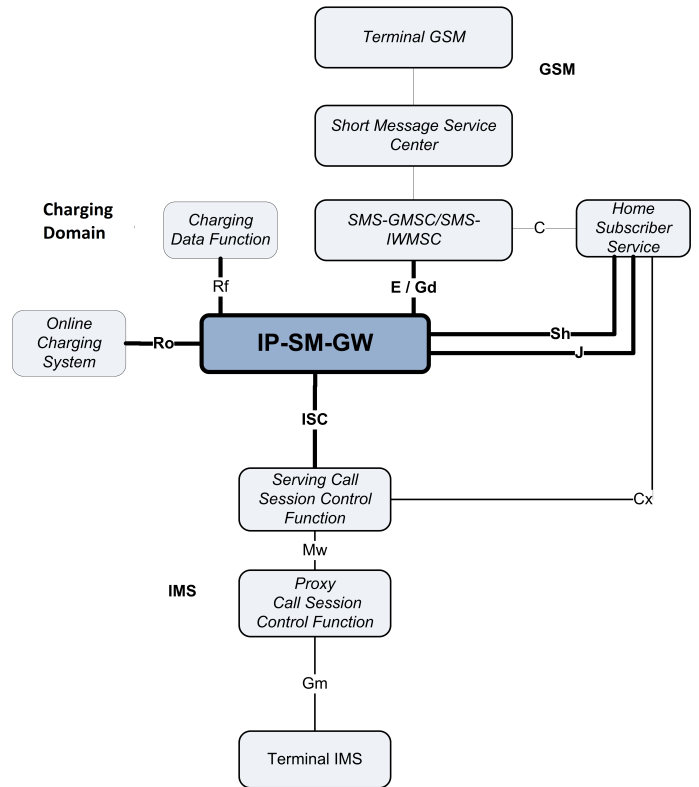 Terminal GSM
GSM
Short Message Service
Center
Charging
Domain
Charging
Data Function
SMS-GMSC/SMS-
IWMSC
C
Home
Subscriber
Service
Rf
E / Gd
Online
Charging
System
Ro
IP-SM-GW
Sh
J
ISC
Serving Call
Session Control
Function
Cx
Mw
IMS
Proxy
Call Session
Control Function
Gm
Terminal IMS